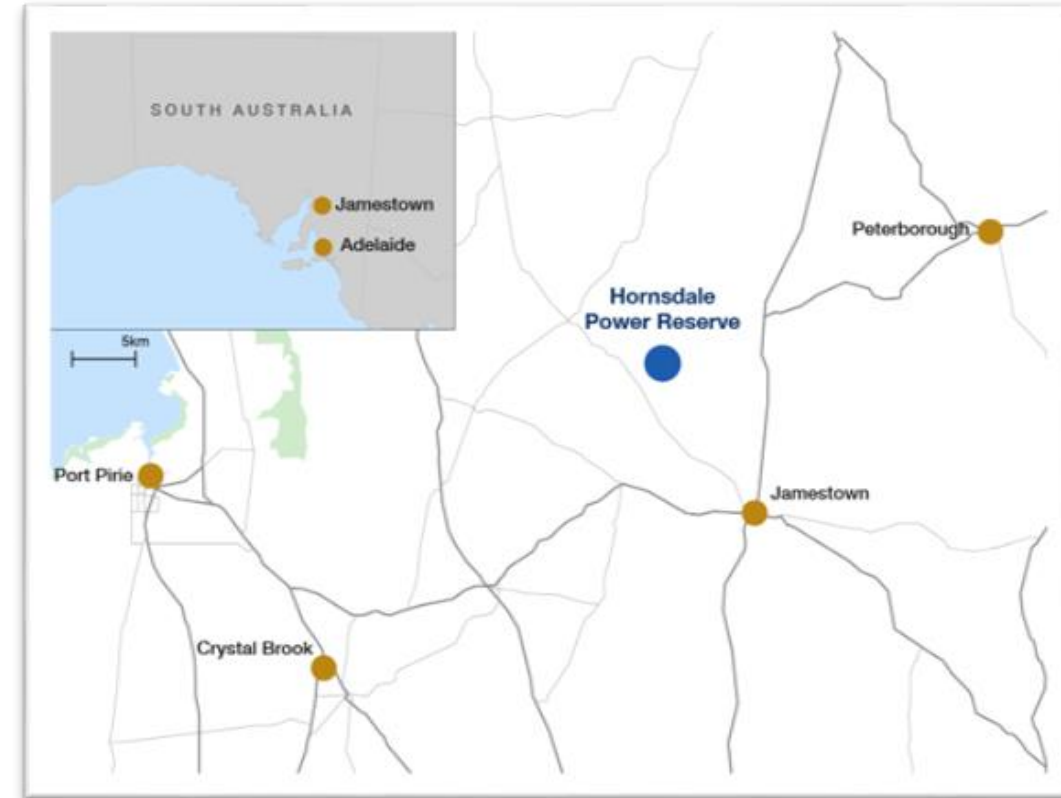 SOUTH AUSTRALIA
Jamestown
Adelaide
5km
Peterborough
Hornsdale
Power Reserve
Port Pirie
Jamestown
Crystal Brook